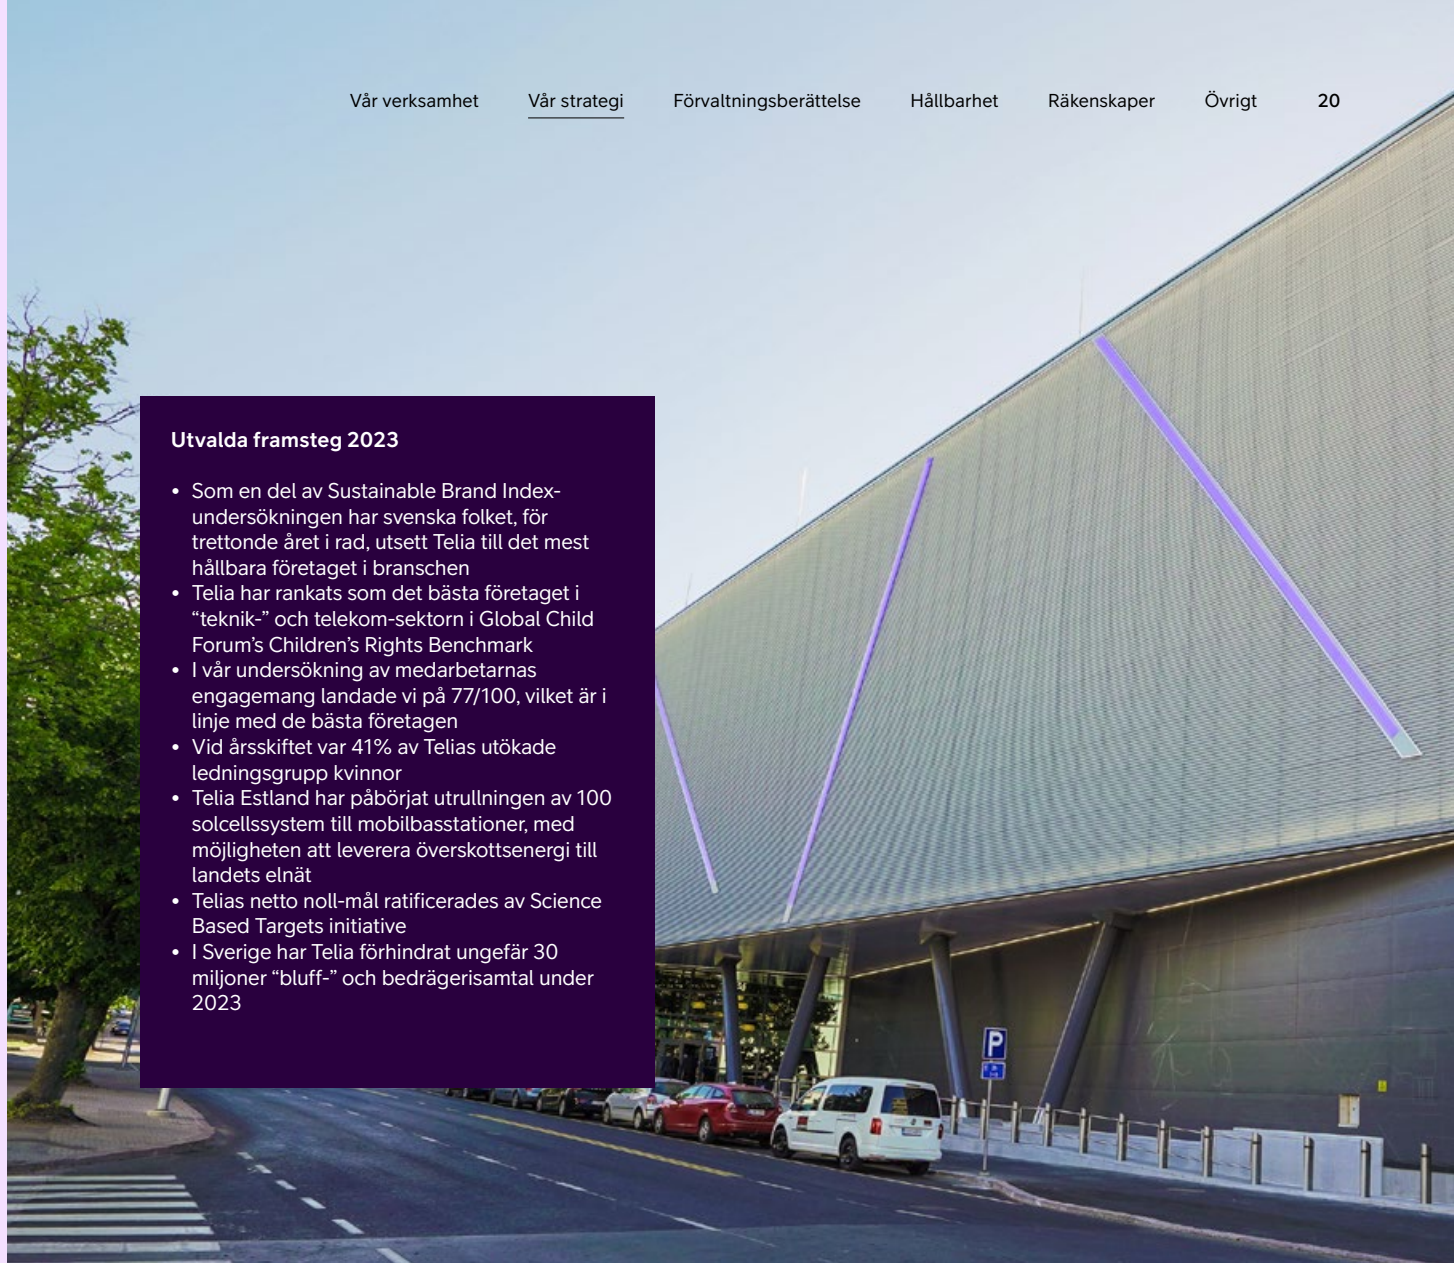 Vår verksamhet Vår strategi Förvaltningsberättelse Hållbarhet Räkenskaper Övrigt 20
Utvalda framsteg 2023
• Som en del av Sustainable Brand Index-
undersökningen har svenska folket, för
trettonde året i rad, utsett Telia till det mest
hållbara företaget i branschen
• Telia har rankats som det bästa företaget i
“teknik-” och telekom-sektorn i Global Child
Forum’s Children’s Rights Benchmark
• I vår undersökning av medarbetarnas
engagemang landade vi på 77/100, vilket är i
linje med de bästa företagen
• Vid årsskiftet var 41% av Telias utökade
ledningsgrupp kvinnor
• Telia Estland har påbörjat utrullningen av 100
solcellssystem till mobilbasstationer, med
möjligheten att leverera överskottsenergi till
landets elnät
• Telias netto noll-mål ratificerades av Science
Based Targets initiative
• I Sverige har Telia förhindrat ungefär 30
miljoner “bluff-” och bedrägerisamtal under
2023
P